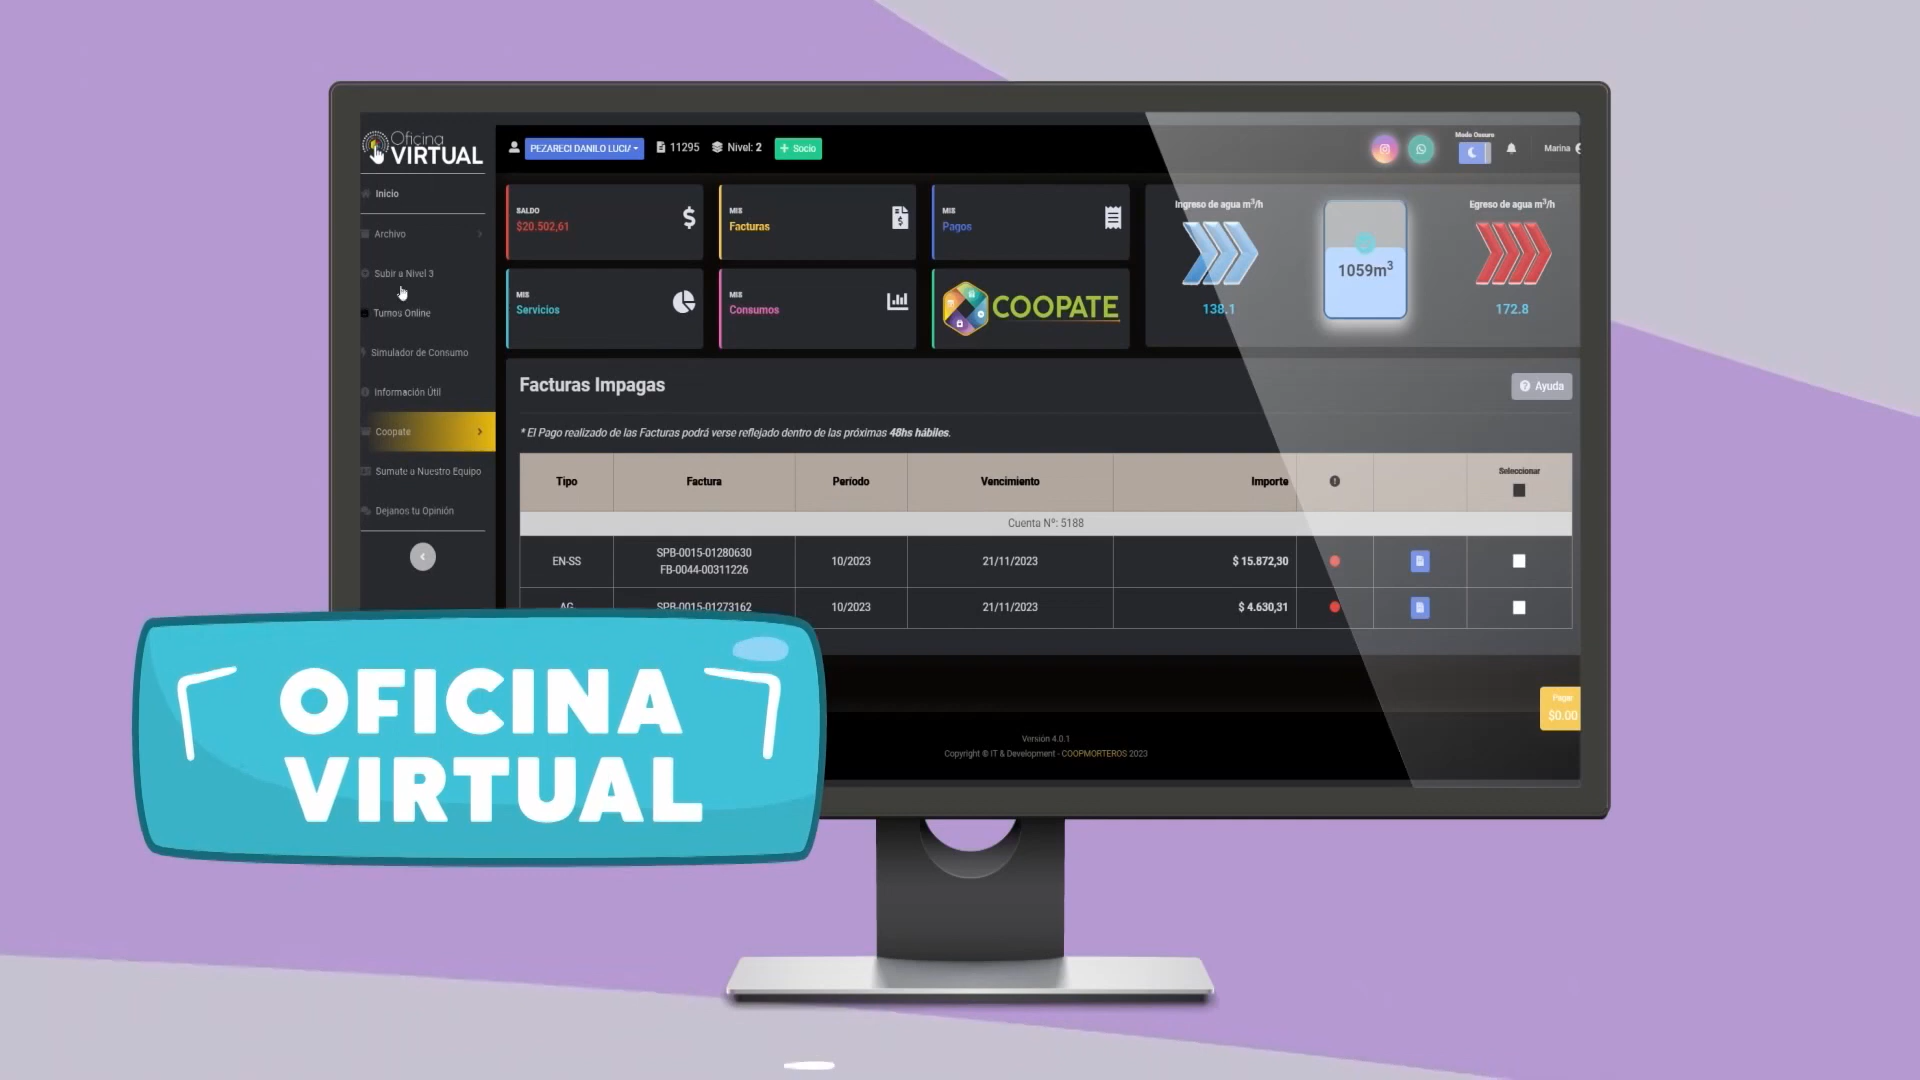 Oficina
VIRTUAL
PEZARECI DANILO LUCI
11295
Nivel: 2
+ Socio
Modo Oscuro
Marina
Inicio
Archivo
Subir a Nivel 3
Turnos Online
Simulador de Consumo
Información Útil
Coopate
Sumate a Nuestro Equipo
Dejanos tu Opinión
SALDO
$20.502,61
MIS
Facturas
MIS
Pagos
MIS
Servicios
MIS
Consumos
COOPATE
Ingreso de agua m³/h
138.1
1059m³
Egreso de agua m³/h
172.8
Facturas Impagas
Ayuda
* El Pago realizado de las Facturas podrá verse reflejado dentro de las próximas 48hs hábiles.
Tipo Factura Período Vencimiento Importe Seleccionar
Cuenta Nº: 5188
EN-SS SPB-0015-01280630 FB-0044-00311226 10/2023 21/11/2023 $ 15.872,30
AG SPB-0015-01273162 10/2023 21/11/2023 $ 4.630,31
Pagar
$0.00
Versión 4.0.1
Copyright © IT & Development - COOPMORTEROS 2023
OFICINA
VIRTUAL